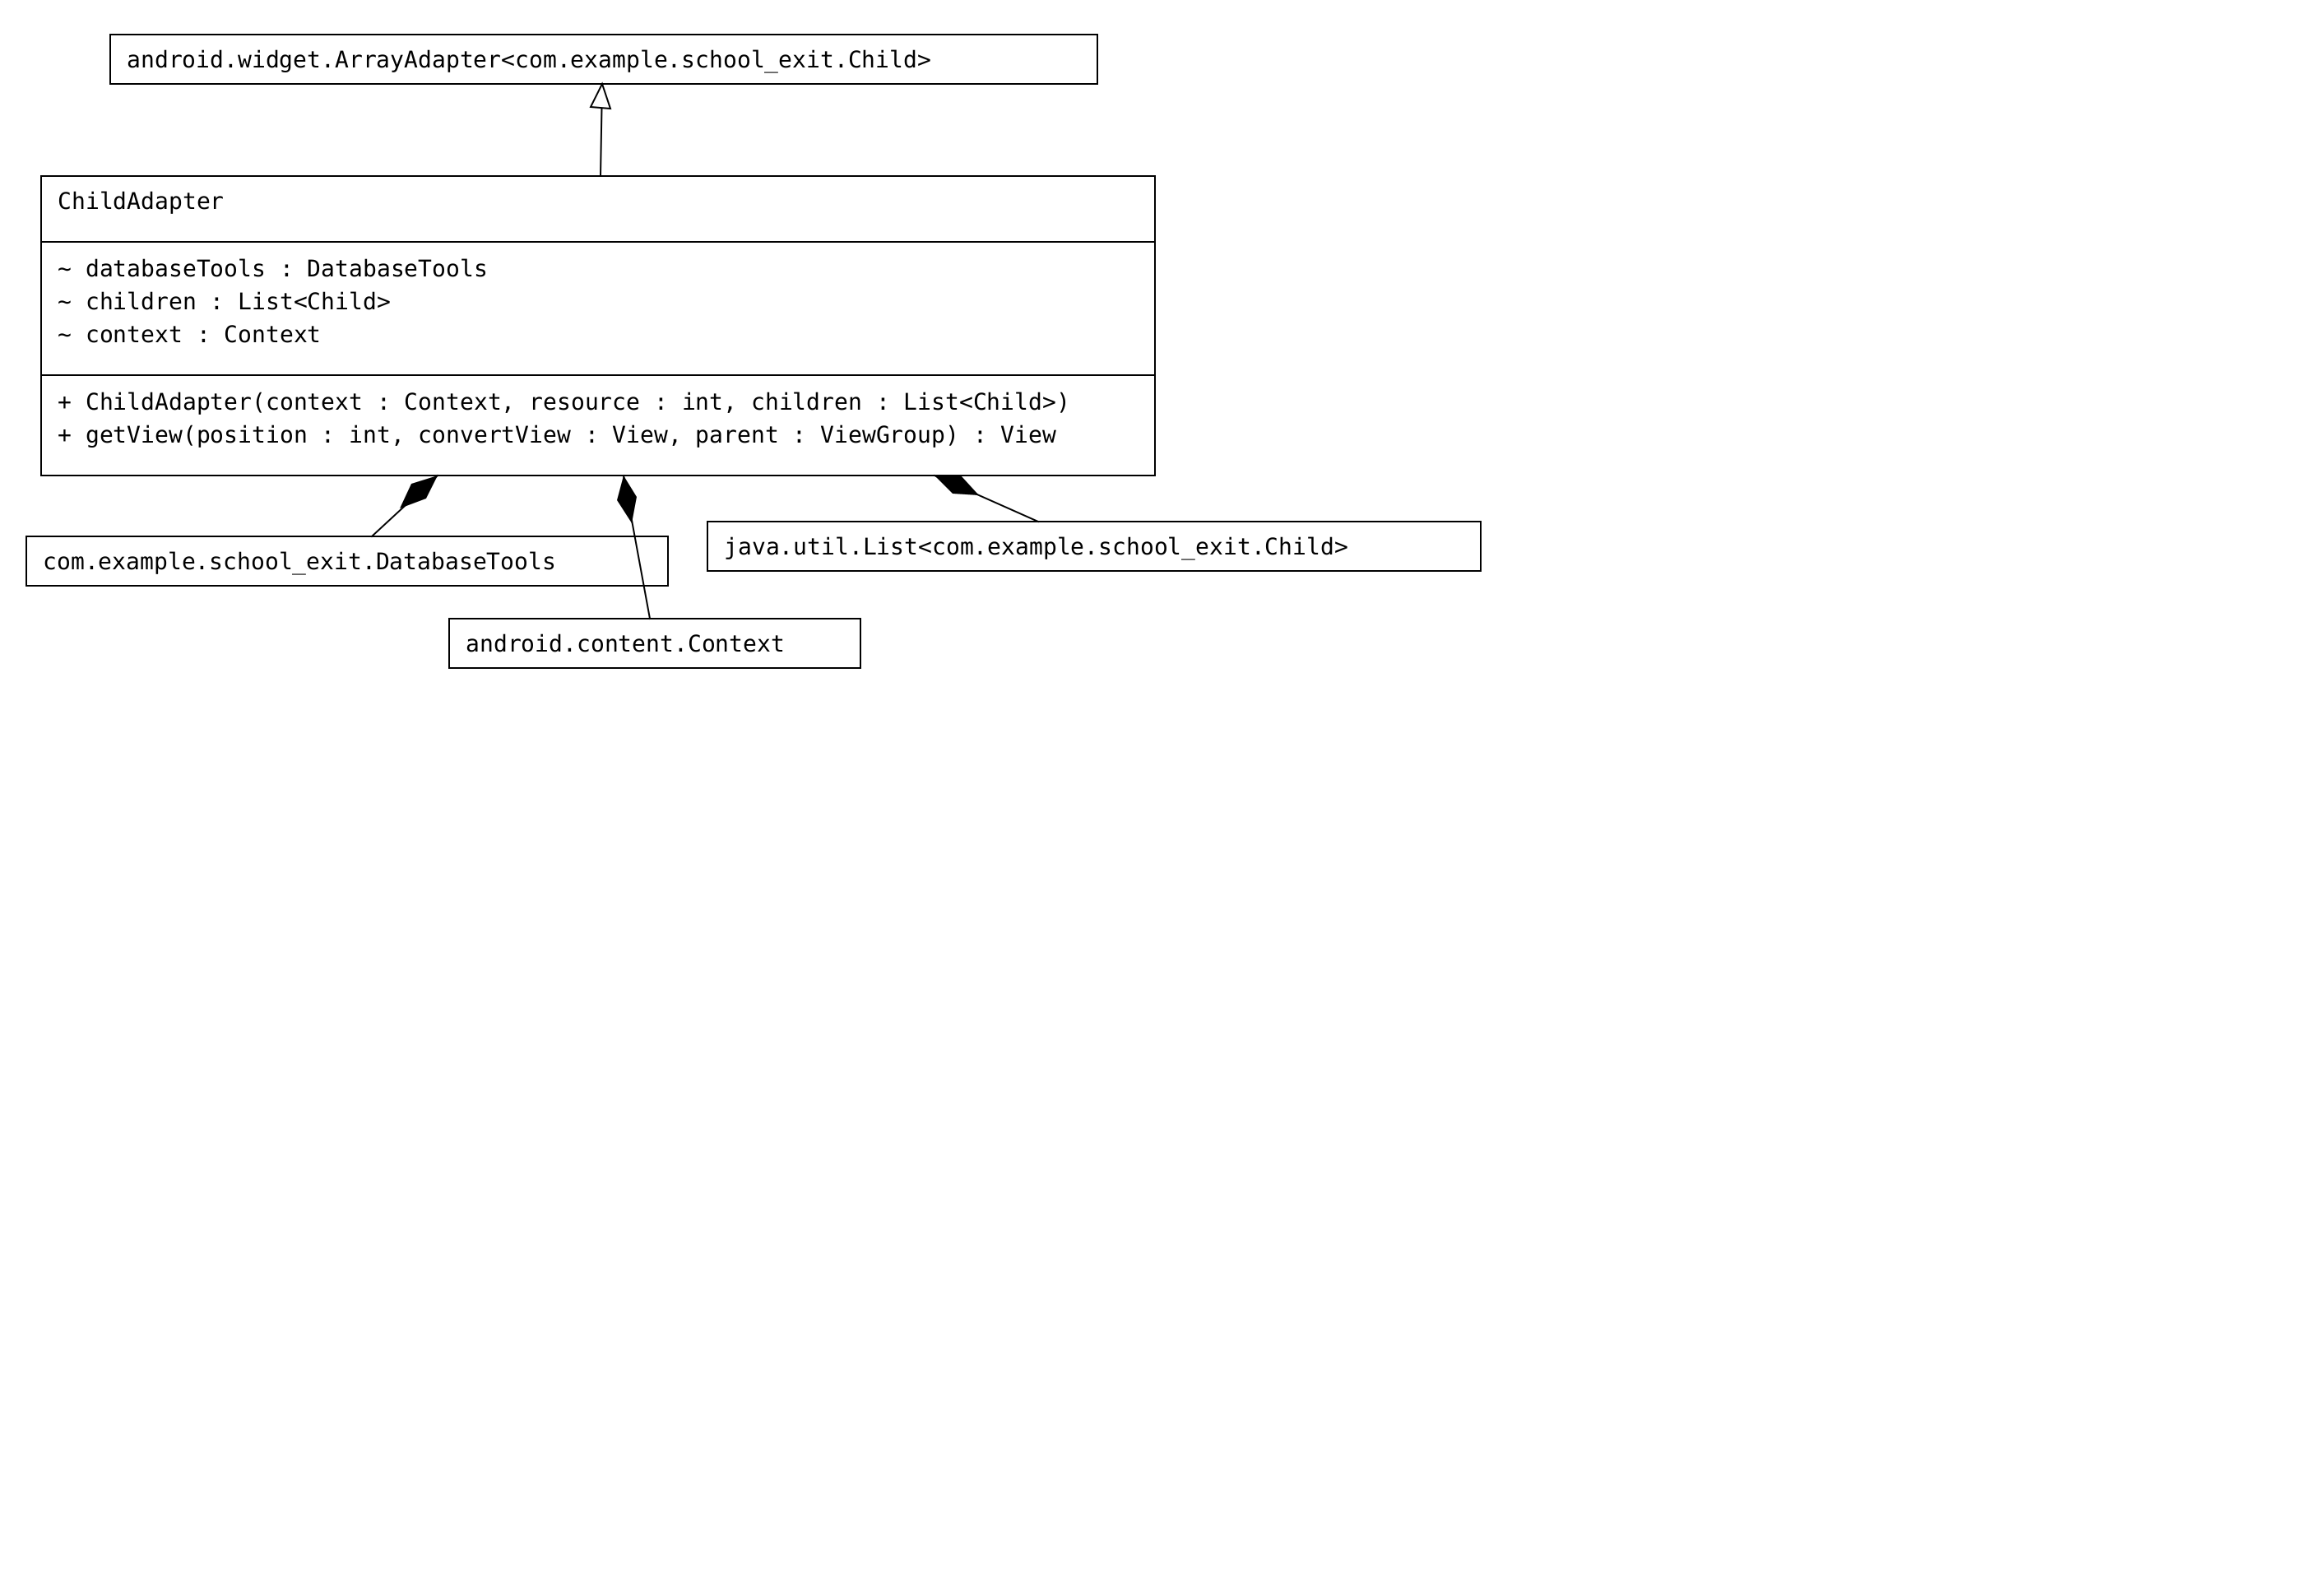 android.widget.ArrayAdapter<com.example.school_exit.Child>
ChildAdapter
~ databaseTools : DatabaseTools
~ children : List<Child>
~ context : Context
+ ChildAdapter(context : Context, resource : int, children : List<Child>)
+ getView(position : int, convertView : View, parent : ViewGroup) : View
java.util.List<com.example.school_exit.Child>
com.example.school_exit.DatabaseTools
android.content.Context